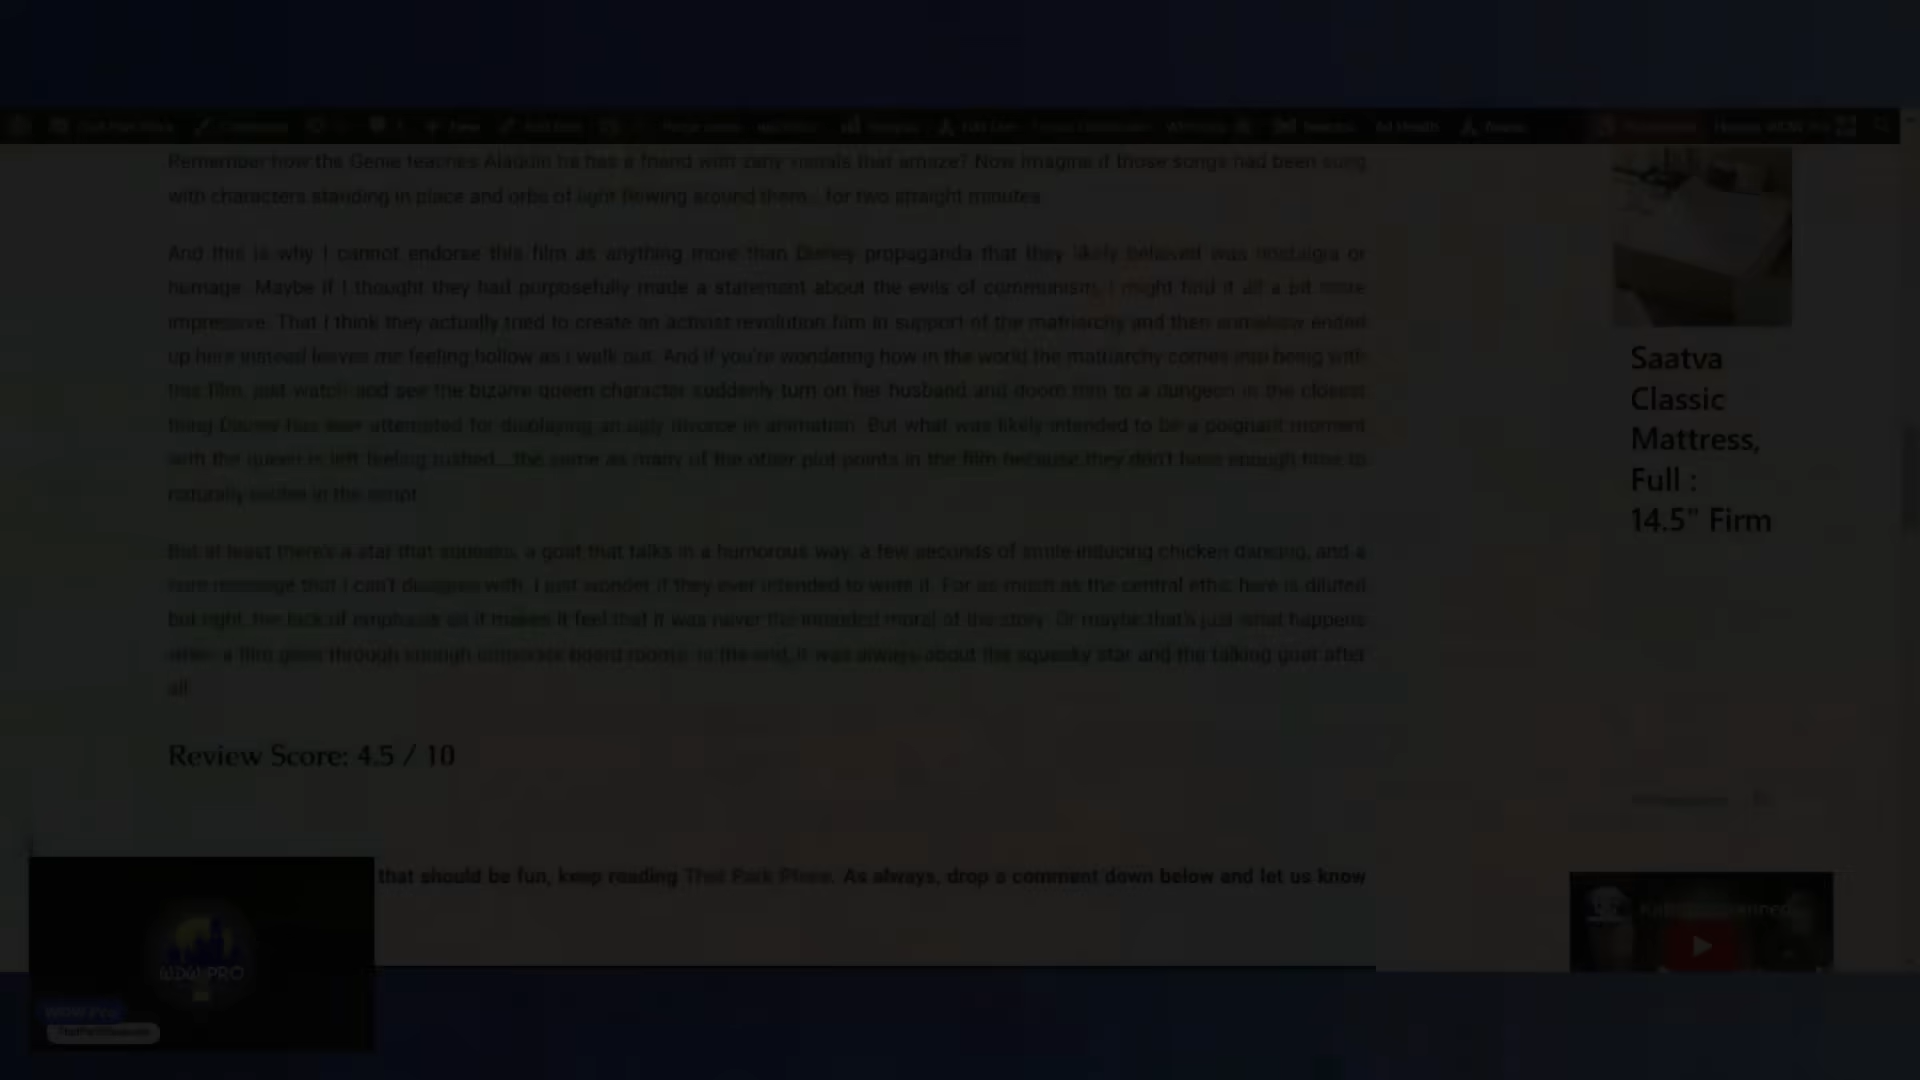 New
Remember how the Genie teaches Aladdin he has a friend with zany visuals that amaze? Now imagine if those songs had been sung
with characters standing in place and orbs of light flowing around them... for two straight minutes.
And this is why I cannot endorse this film as anything more than Disney propaganda that they likely believed was nostalgia or
homage. Maybe if I thought they had purposefully made a statement about the evils of communism, I might find it all a bit more
impressive. That I think they actually tried to create an activist revolution film in support of the matriarchy and then somehow ended
up here instead leaves me feeling hollow as I walk out. And if you're wondering how in the world the matriarchy comes into being with
this film, just watch and see the bizarre queen character suddenly turn on her husband and doom him to a dungeon in the closest
thing Disney has ever attempted for displaying an ugly divorce in animation. But what was likely intended to be a poignant moment
with the queen is left feeling rushed... the same as many of the other plot points in the film because they don't have enough time to
naturally in the script.
But at least there's a star that squeaks, a goat that talks in a humorous way, a few seconds of smile-inducing chicken dancing, and a
core message that I can't disagree with. I just wonder if they ever intended to write it. For as much as the central ethic here is diluted
but right, the lack of emphasis on it makes it feel that it was never the intended moral of the story. Or maybe that's just what happens
when a film goes through enough corporate board rooms. In the end, it was always about the squeaky star and the talking goat after
all.
Review Score: 4.5 / 10
that should be fun, keep reading That Park Place. As always, drop a comment down below and let us know
Saatva
Classic
Mattress,
Full :
14.5" Firm
WDW PRO
WDW Pro